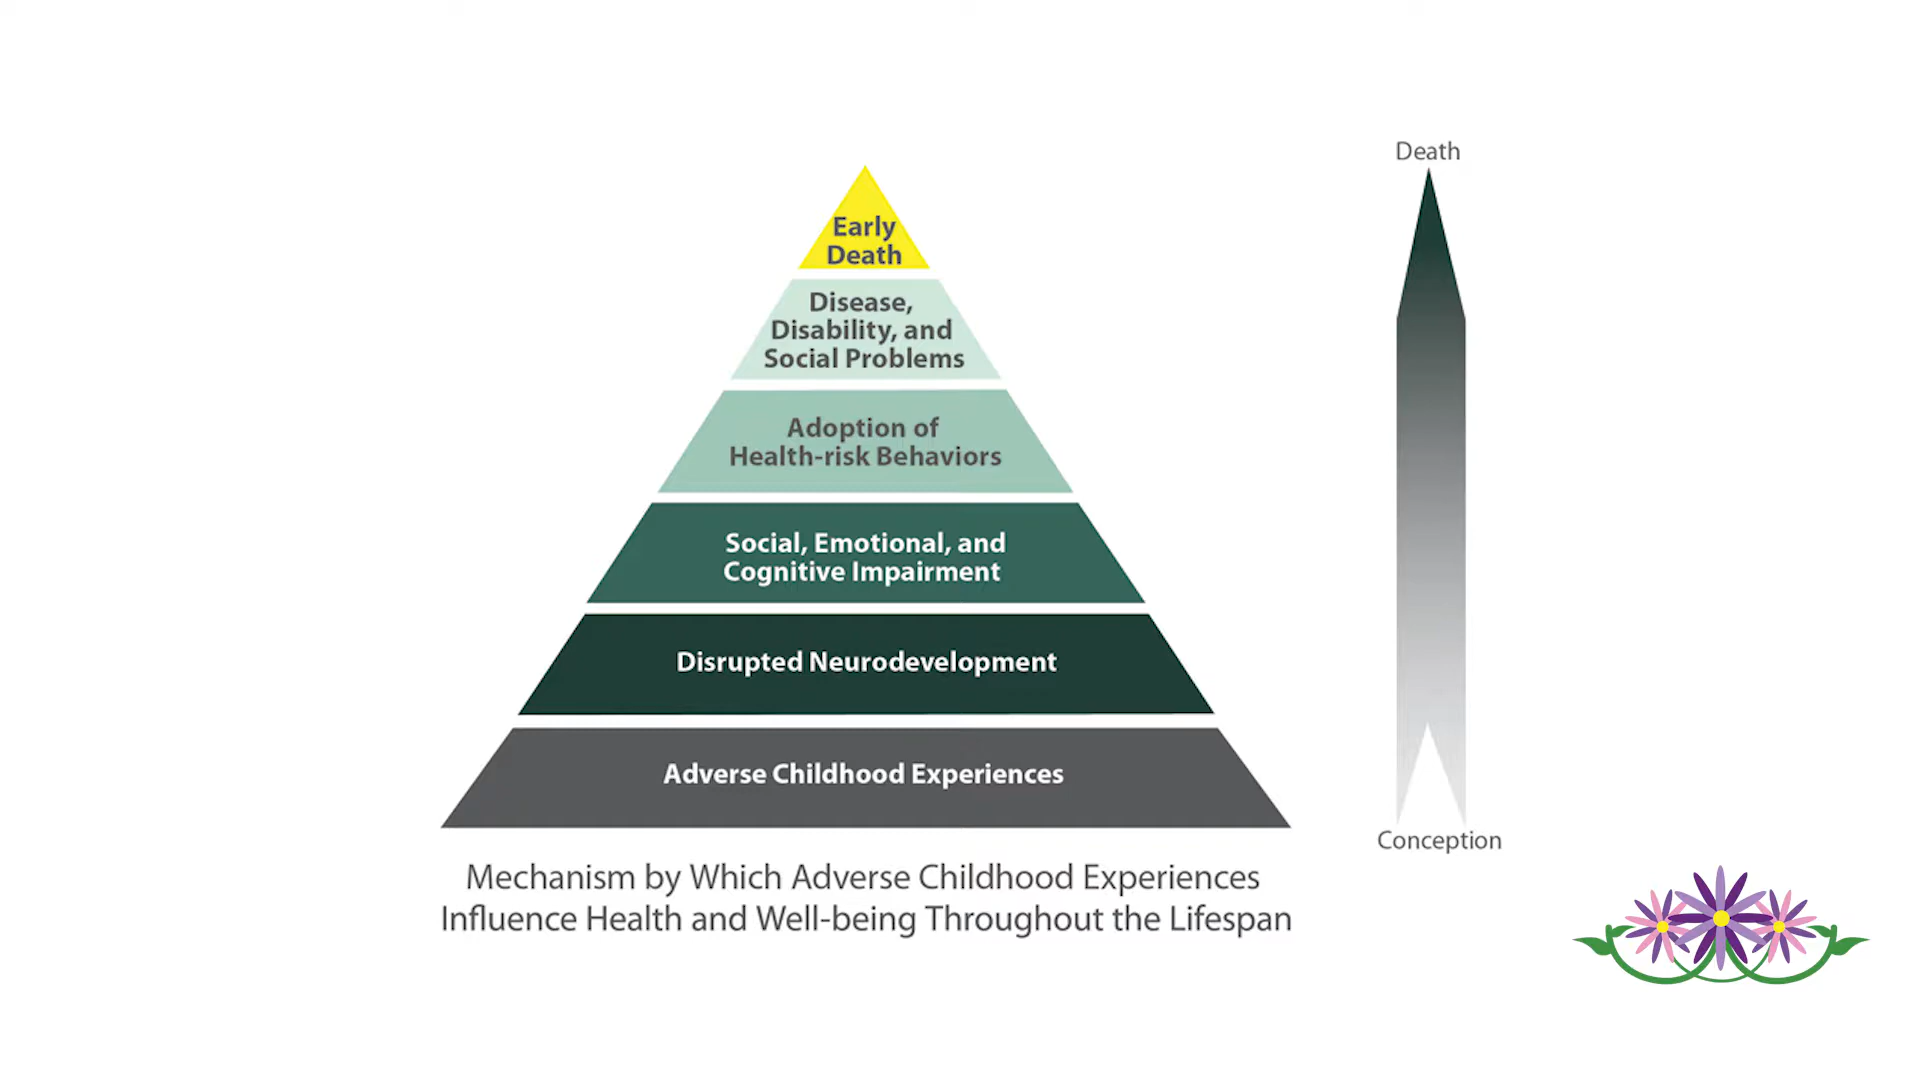 Death
Early
Death
Disease,
Disability, and
Social Problems
Adoption of
Health-risk Behaviors
Social, Emotional, and
Cognitive Impairment
Disrupted Neurodevelopment
Adverse Childhood Experiences
Conception
Mechanism by Which Adverse Childhood Experiences
Influence Health and Well-being Throughout the Lifespan